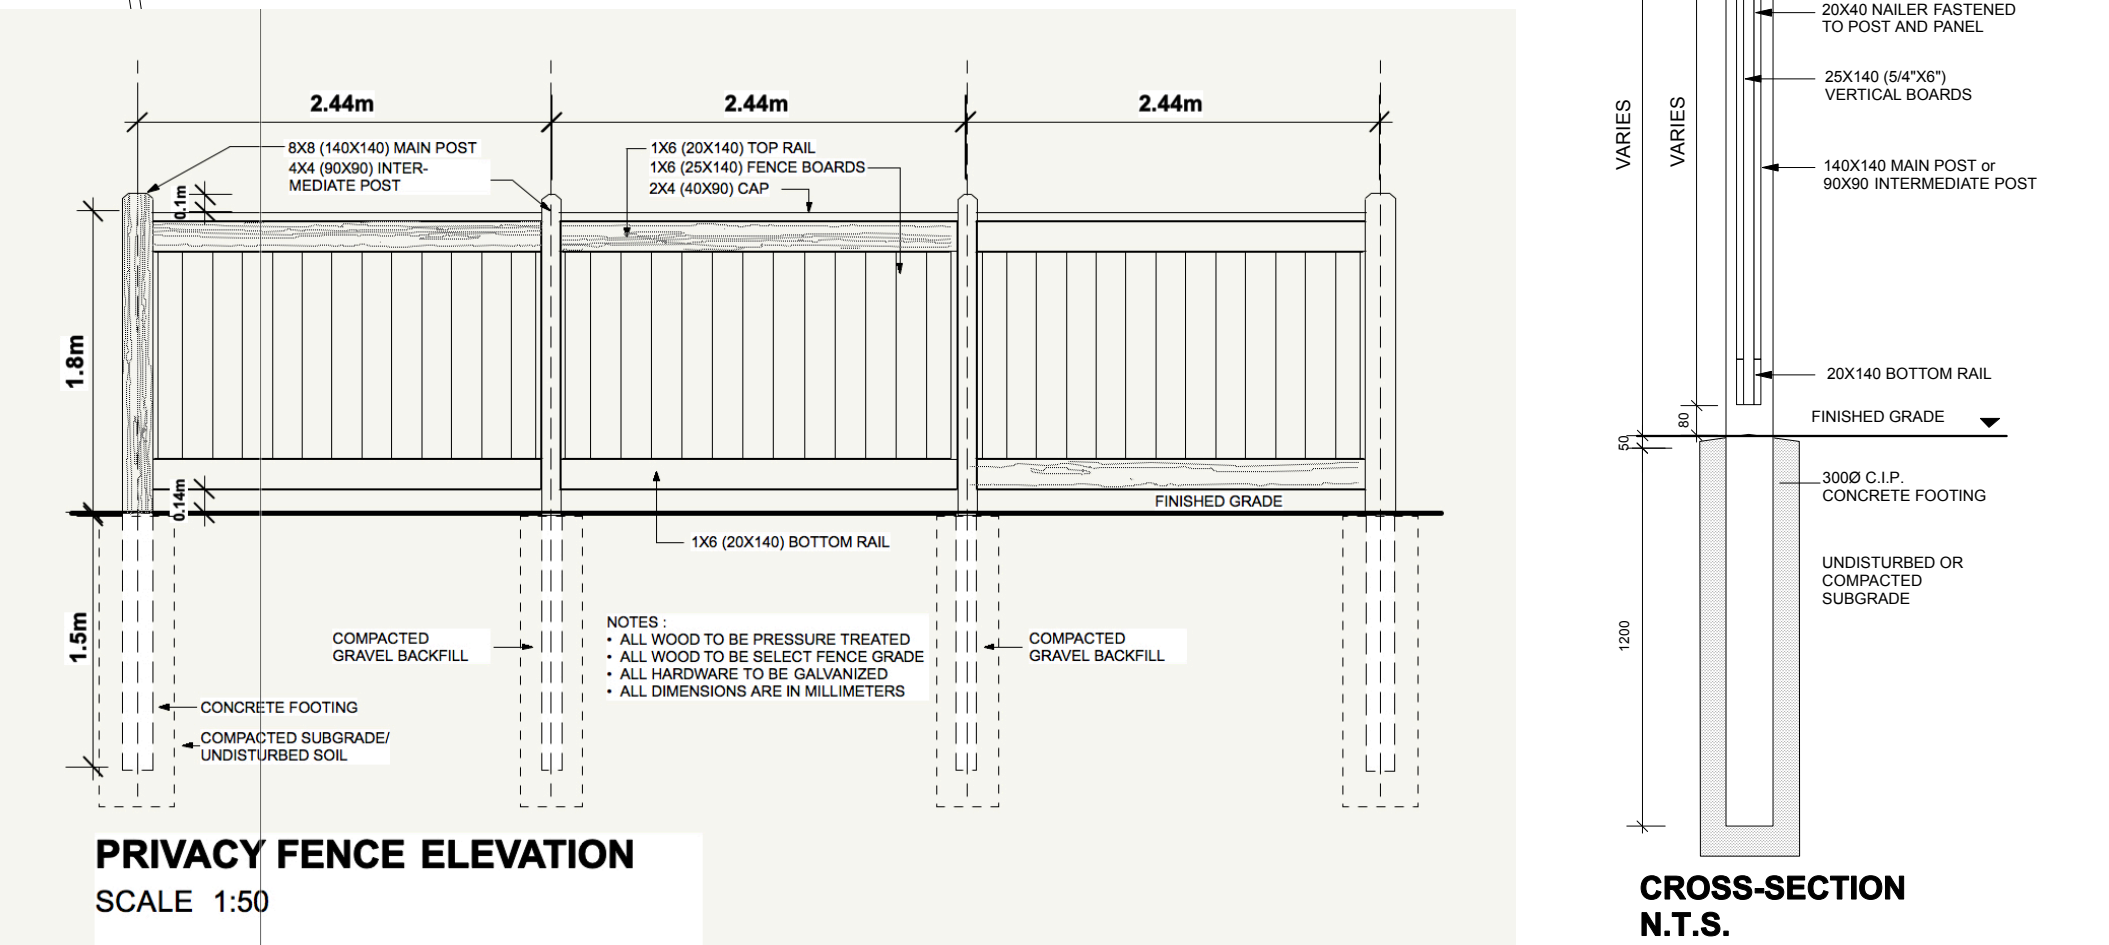 2.44m
2.44m
2.44m
8X8 (140X140) MAIN POST
4X4 (90X90) INTER-
MEDIATE POST
1X6 (20X140) TOP RAIL
1X6 (25X140) FENCE BOARDS
2X4 (40X90) CAP
0.1m
1.8m
0.14m
FINISHED GRADE
1X6 (20X140) BOTTOM RAIL
1.5m
COMPACTED
GRAVEL BACKFILL
NOTES :
• ALL WOOD TO BE PRESSURE TREATED
• ALL WOOD TO BE SELECT FENCE GRADE
• ALL HARDWARE TO BE GALVANIZED
• ALL DIMENSIONS ARE IN MILLIMETERS
COMPACTED
GRAVEL BACKFILL
CONCRETE FOOTING
COMPACTED SUBGRADE/
UNDISTURBED SOIL
PRIVACY FENCE ELEVATION
SCALE 1:50
20X40 NAILER FASTENED
TO POST AND PANEL
25X140 (5/4"X6")
VERTICAL BOARDS
VARIES
VARIES
140X140 MAIN POST or
90X90 INTERMEDIATE POST
20X140 BOTTOM RAIL
80
FINISHED GRADE
50
300Ø C.I.P.
CONCRETE FOOTING
UNDISTURBED OR
COMPACTED
SUBGRADE
1200
CROSS-SECTION
N.T.S.